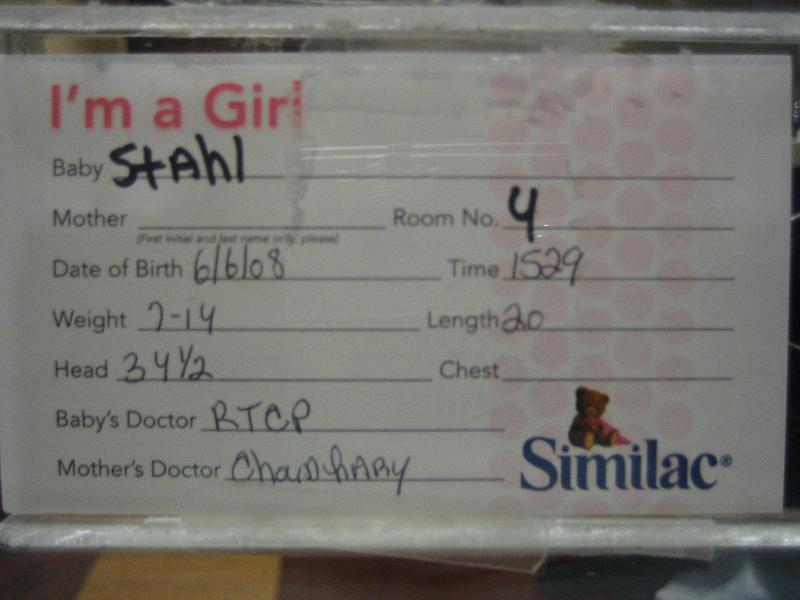 I'm a Girl
Baby StAhl
Mother Room No. 4
(First initial and last name only, please)
Date of Birth 6/6/08 Time 1529
Weight 7-14 Length 20
Head 34 1/2 Chest
Baby's Doctor RTCP
Mother's Doctor ChauDhARy
Similac®